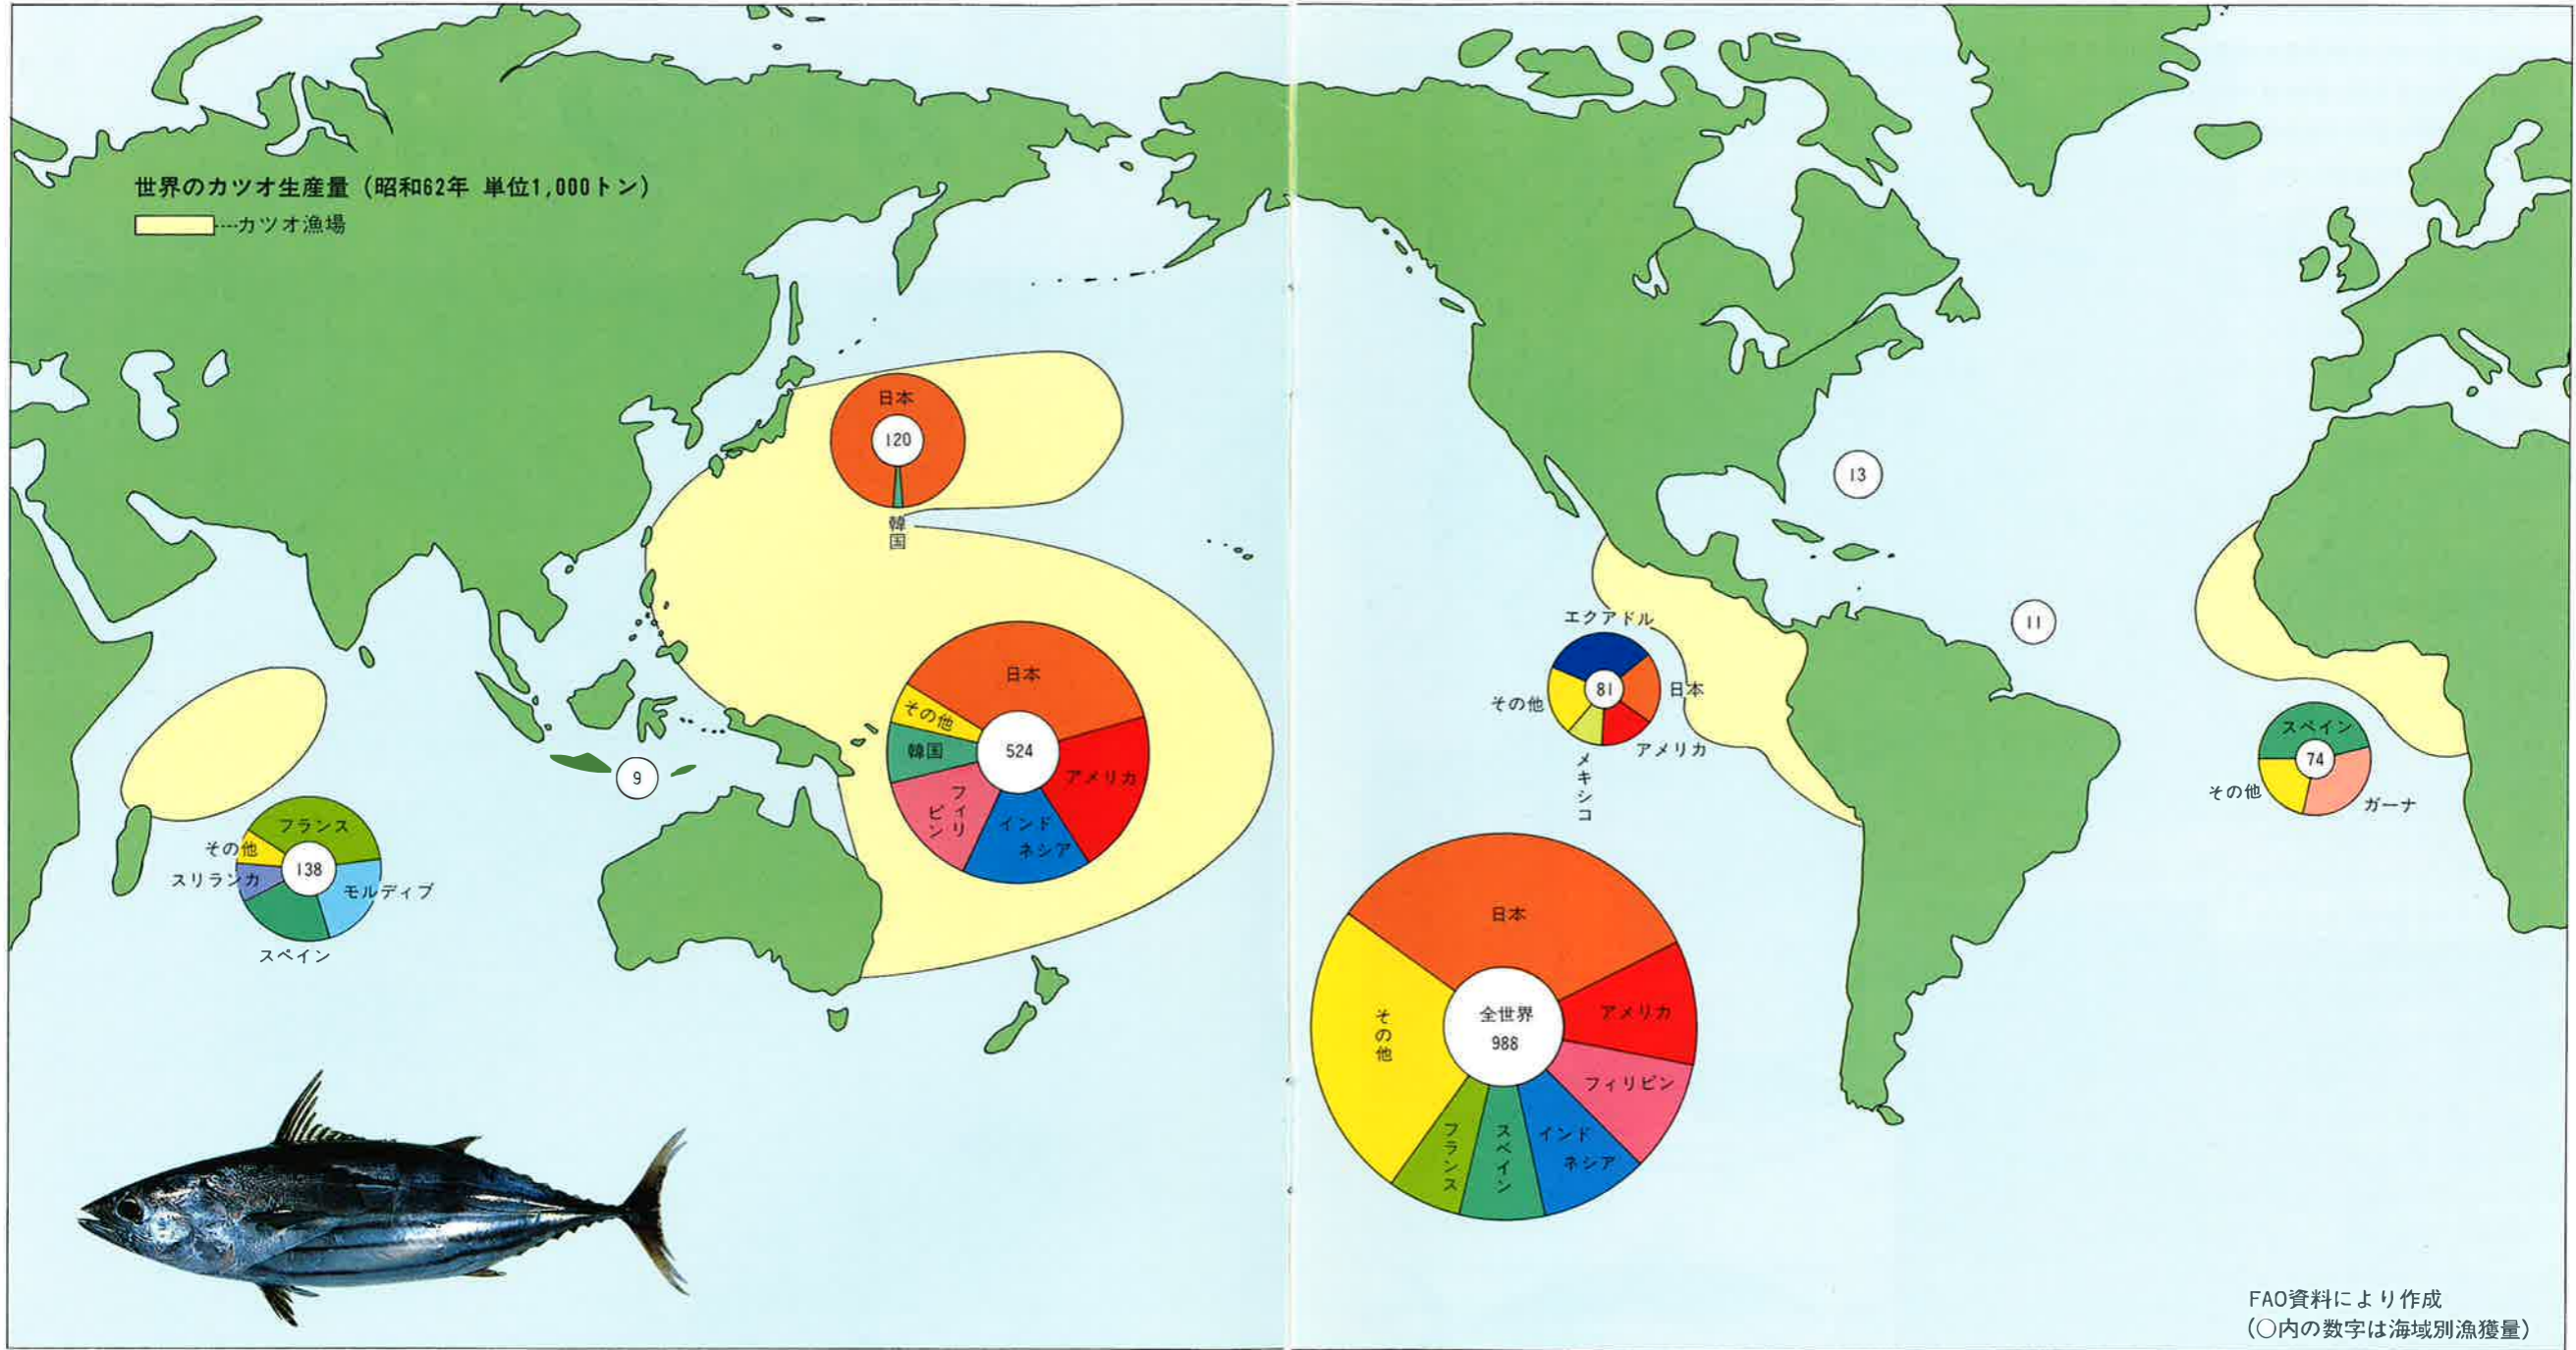 世界のカツオ生産量（昭和62年 単位1,000トン）
カツオ漁場
日本
120
韓国
日本
その他
韓国
524
アメリカ
フィリピン
インド
ネシア
9
フランス
その他
138
スリランカ
モルディブ
スペイン
13
11
エクアドル
81
日本
その他
アメリカ
メキシコ
スペイン
74
その他
ガーナ
日本
全世界
988
アメリカ
その他
フィリピン
インド
ネシア
スペイン
フランス
FAO資料により作成
(○内の数字は海域別漁獲量)